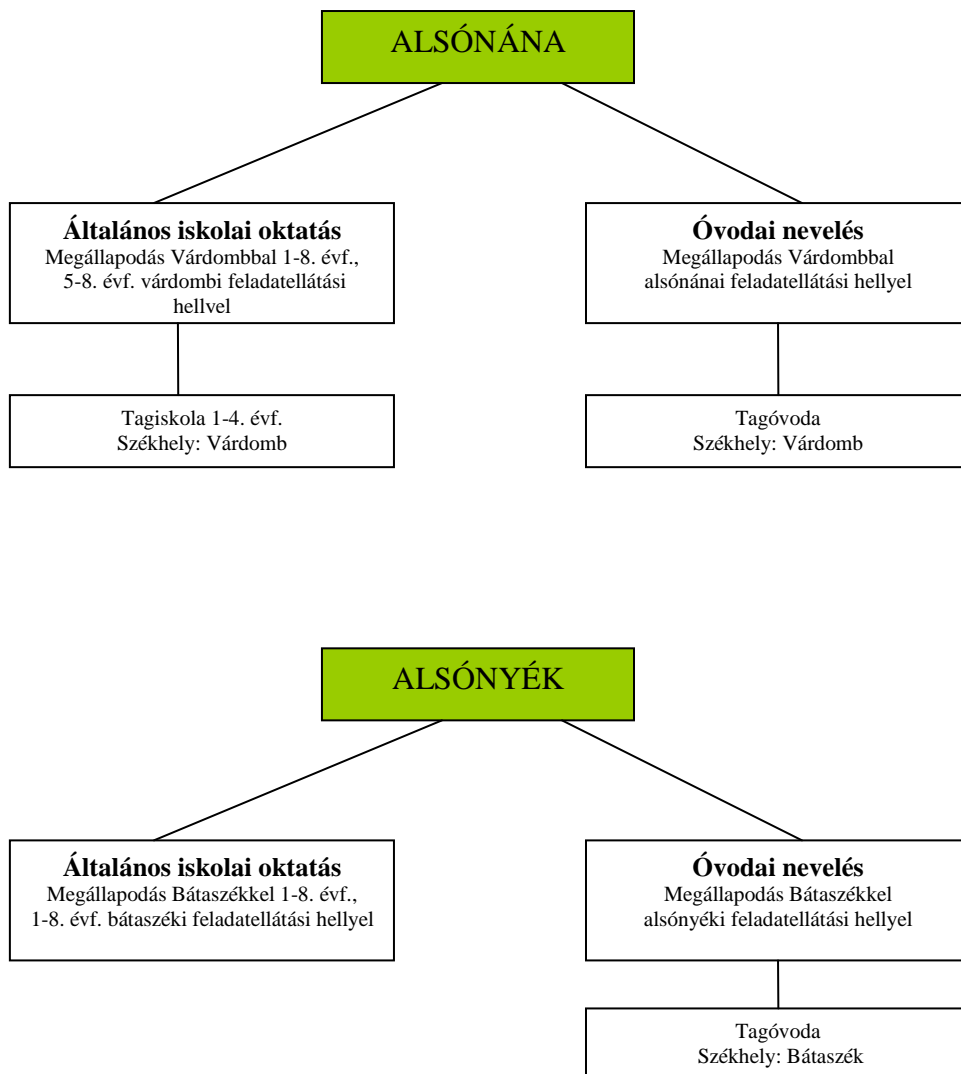 ALSÓNÁNA
Általános iskolai oktatás
Megállapodás Várdombbal 1-8. évf.,
5-8. évf. várdombi feladatellátási
hellyel
Óvodai nevelés
Megállapodás Várdombbal
alsónánai feladatellátási hellyel
Tagiskola 1-4. évf.
Székhely: Várdomb
Tagóvoda
Székhely: Várdomb
ALSÓNYÉK
Általános iskolai oktatás
Megállapodás Bátaszékkel 1-8. évf.,
1-8. évf. bátaszéki feladatellátási hellyel
Óvodai nevelés
Megállapodás Bátaszékkel
alsónyéki feladatellátási hellyel
Tagóvoda
Székhely: Bátaszék